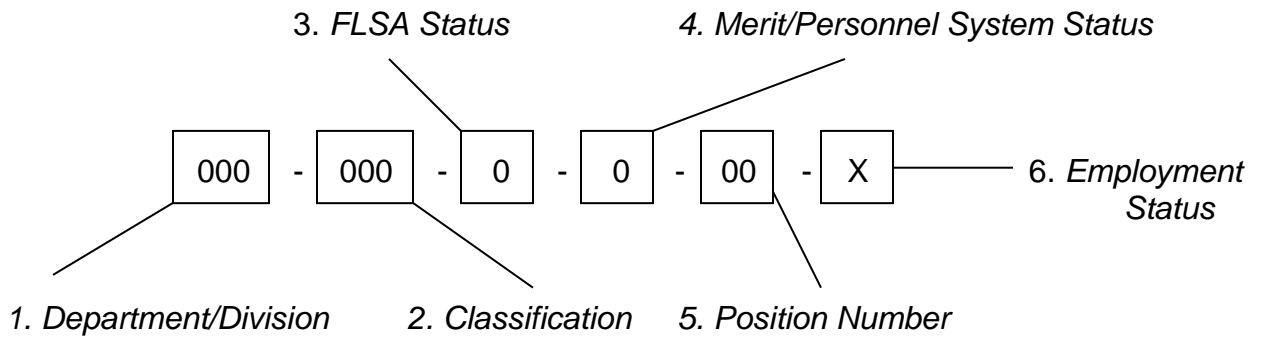 3. FLSA Status 4. Merit/Personnel System Status
000 - 000 - 0 - 0 - 00 - X 6. Employment
Status
1. Department/Division 2. Classification 5. Position Number